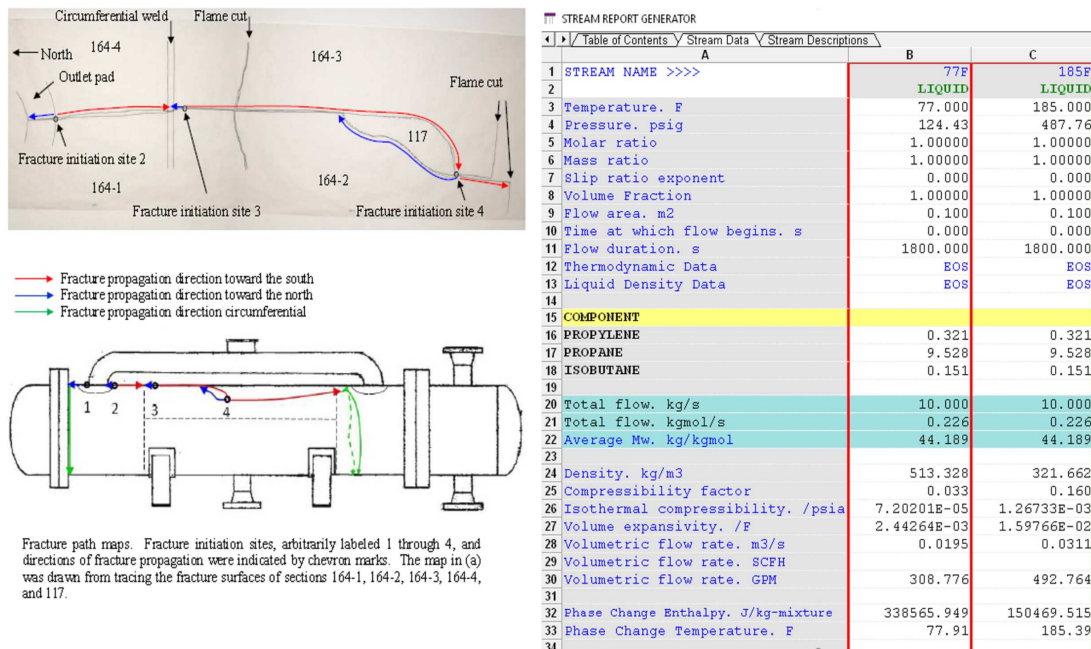 Circumferential weld
Flame cut
164-4
164-3
North
Outlet pad
Flame cut
117
Fracture initiation site 2
164-1
164-2
Fracture initiation site 3
Fracture initiation site 4
Fracture propagation direction toward the south
Fracture propagation direction toward the north
Fracture propagation direction circumferential
1
2
3
4
Fracture path maps. Fracture initiation sites, arbitrarily labeled 1 through 4, and
directions of fracture propagation were indicated by chevron marks. The map in (a)
was drawn from tracing the fracture surfaces of sections 164-1, 164-2, 164-3, 164-4,
and 117.
STREAM REPORT GENERATOR
Table of Contents Stream Data Stream Descriptions
A B C
1 STREAM NAME >>>> 77F 185F
2 LIQUID LIQUID
3 Temperature. F 77.000 185.000
4 Pressure. psig 124.43 487.76
5 Molar ratio 1.00000 1.00000
6 Mass ratio 1.00000 1.00000
7 Slip ratio exponent 0.000 0.000
8 Volume Fraction 1.00000 1.00000
9 Flow area. m2 0.100 0.100
10 Time at which flow begins. s 0.000 0.000
11 Flow duration. s 1800.000 1800.000
12 Thermodynamic Data EOS EOS
13 Liquid Density Data EOS EOS
14
15 COMPONENT
16 PROPYLENE 0.321 0.321
17 PROPANE 9.528 9.528
18 ISOBUTANE 0.151 0.151
19
20 Total flow. kg/s 10.000 10.000
21 Total flow. kgmol/s 0.226 0.226
22 Average Mw. kg/kgmol 44.189 44.189
23
24 Density. kg/m3 513.328 321.662
25 Compressibility factor 0.033 0.160
26 Isothermal compressibility. /psia 7.20201E-05 1.26733E-03
27 Volume expansivity. /F 2.44264E-03 1.59766E-02
28 Volumetric flow rate. m3/s 0.0195 0.0311
29 Volumetric flow rate. SCFH
30 Volumetric flow rate. GPM 308.776 492.764
31
32 Phase Change Enthalpy. J/kg-mixture 338565.949 150469.515
33 Phase Change Temperature. F 77.91 185.39
34